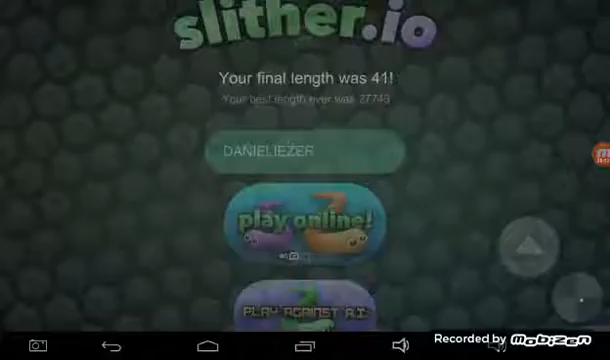 slither.io
Your final length was 41!
Your best length ever was 27743
DANIELIEZER
play online!
PLAY AGAINST A.I.
Recorded by mobizen